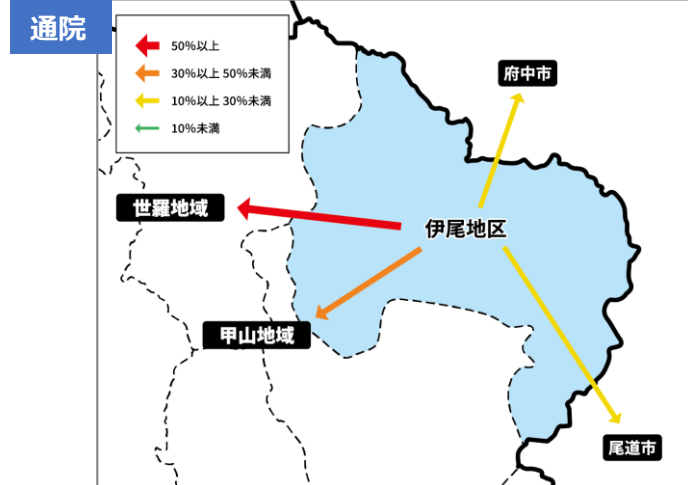 通院
50%以上
30%以上 50%未満
10%以上 30%未満
10%未満
府中市
世羅地域
伊尾地区
甲山地域
尾道市